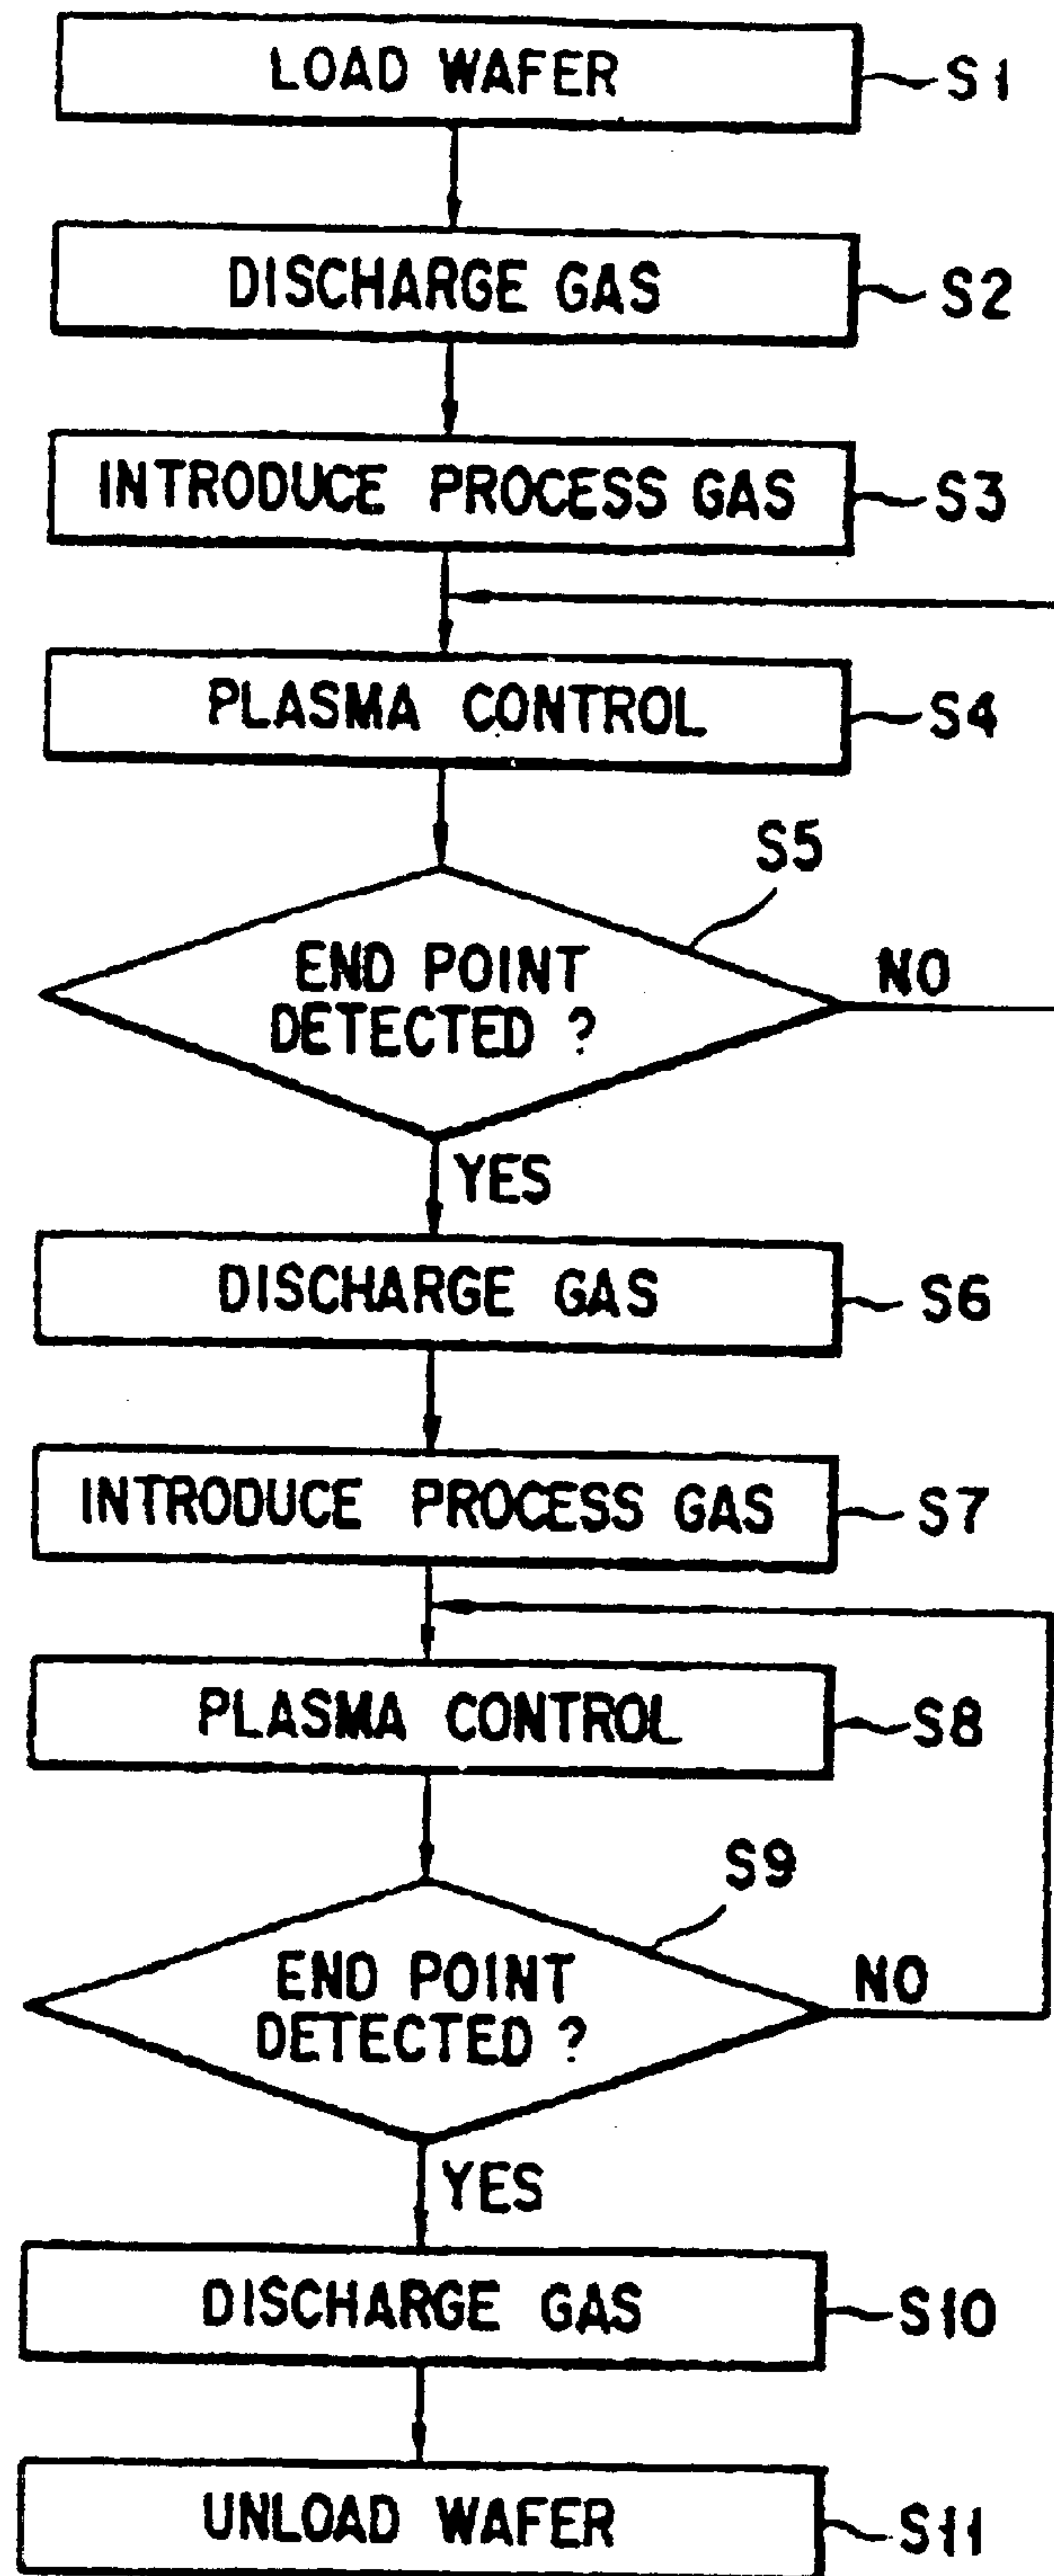 LOAD WAFER S1
DISCHARGE GAS S2
INTRODUCE PROCESS GAS S3
PLASMA CONTROL S4
S5
END POINT
DETECTED ?
NO
YES
DISCHARGE GAS S6
INTRODUCE PROCESS GAS S7
PLASMA CONTROL S8
S9
END POINT
DETECTED ?
NO
YES
DISCHARGE GAS S10
UNLOAD WAFER S11